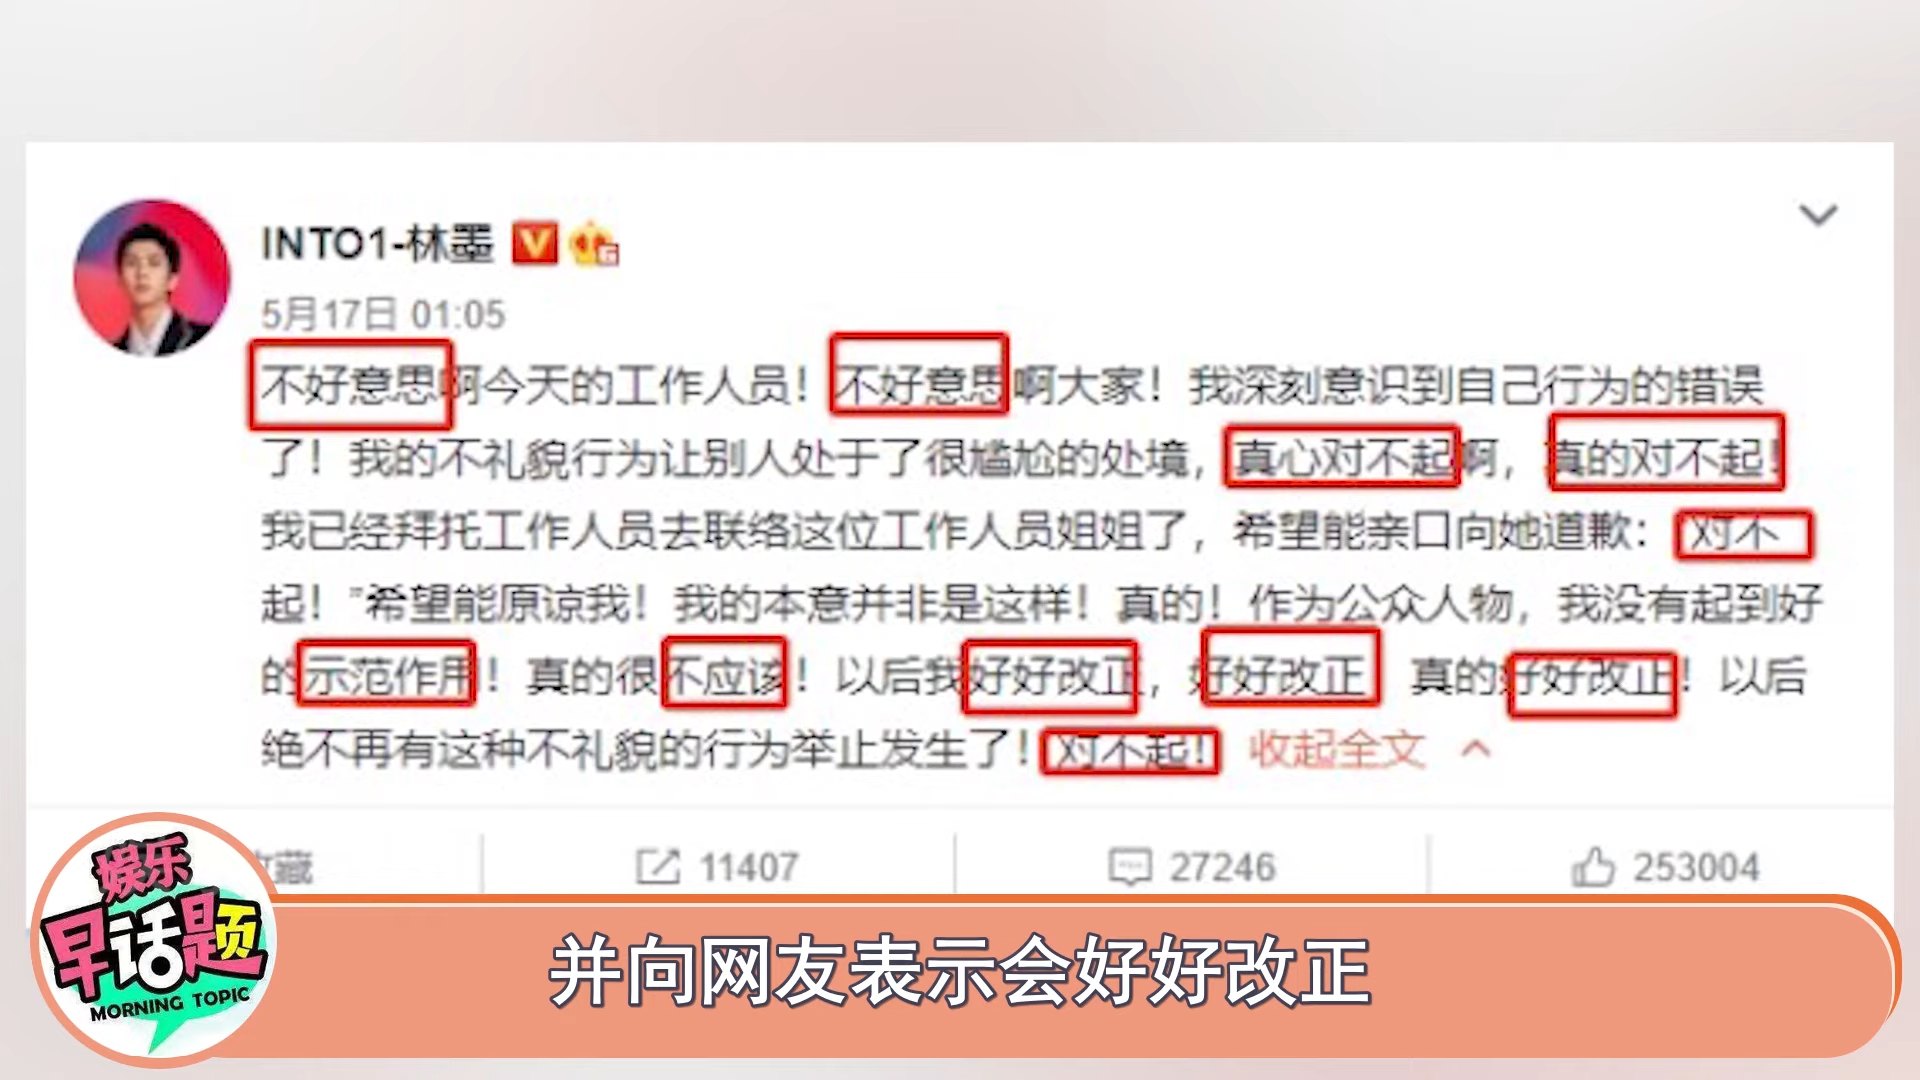 INTO1-林墨
5月17日 01:05
不好意思啊今天的工作人员！不好意思啊大家！我深刻意识到自己行为的错误
了！我的不礼貌行为让别人处于了很尴尬的处境，真心对不起啊，真的对不起！
我已经拜托工作人员去联络这位工作人员姐姐了，希望能亲口向她道歉：对不
起！"希望能原谅我！我的本意并非是这样！真的！作为公众人物，我没有起到好
的示范作用！真的很不应该！以后我好好改正，好好改正 真的好好改正！以后
绝不再有这种不礼貌的行为举止发生了！对不起！ 收起全文
收藏 11407 27246 253004
娱乐
早话题
MORNING TOPIC
并向网友表示会好好改正